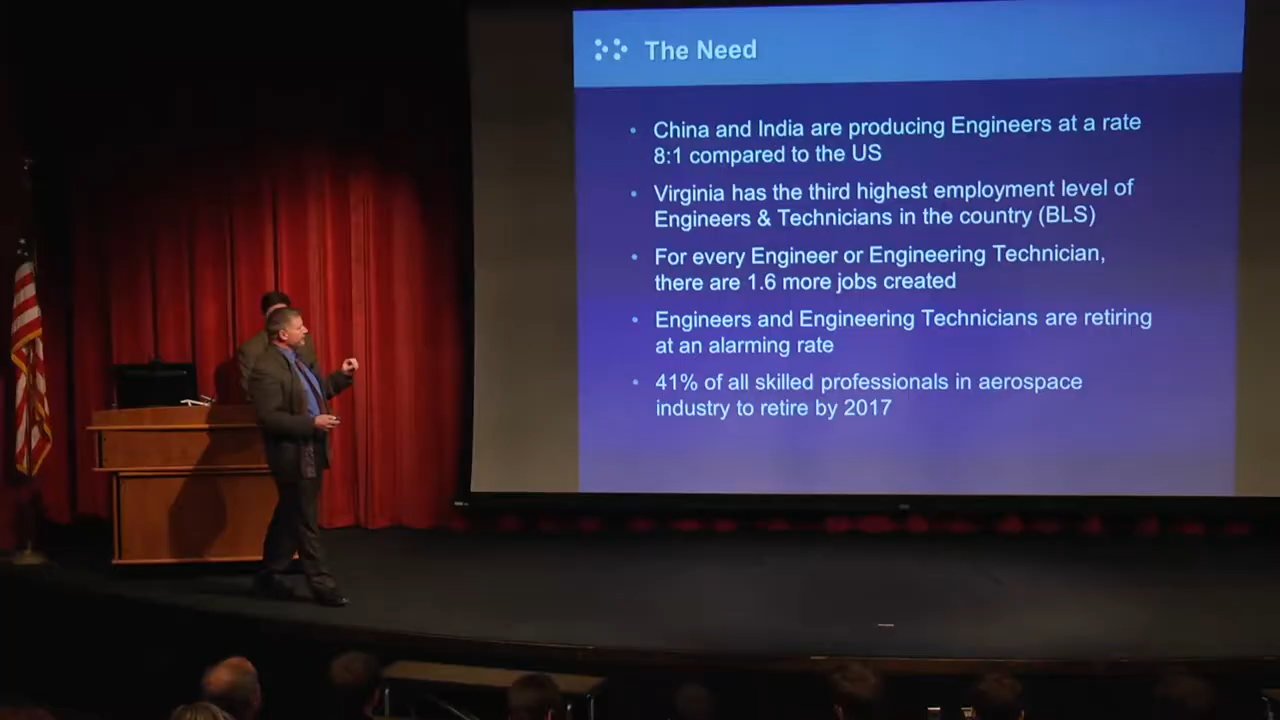 The Need
• China and India are producing Engineers at a rate
8:1 compared to the US
• Virginia has the third highest employment level of
Engineers & Technicians in the country (BLS)
• For every Engineer or Engineering Technician,
there are 1.6 more jobs created
• Engineers and Engineering Technicians are retiring
at an alarming rate
• 41% of all skilled professionals in aerospace
industry to retire by 2017